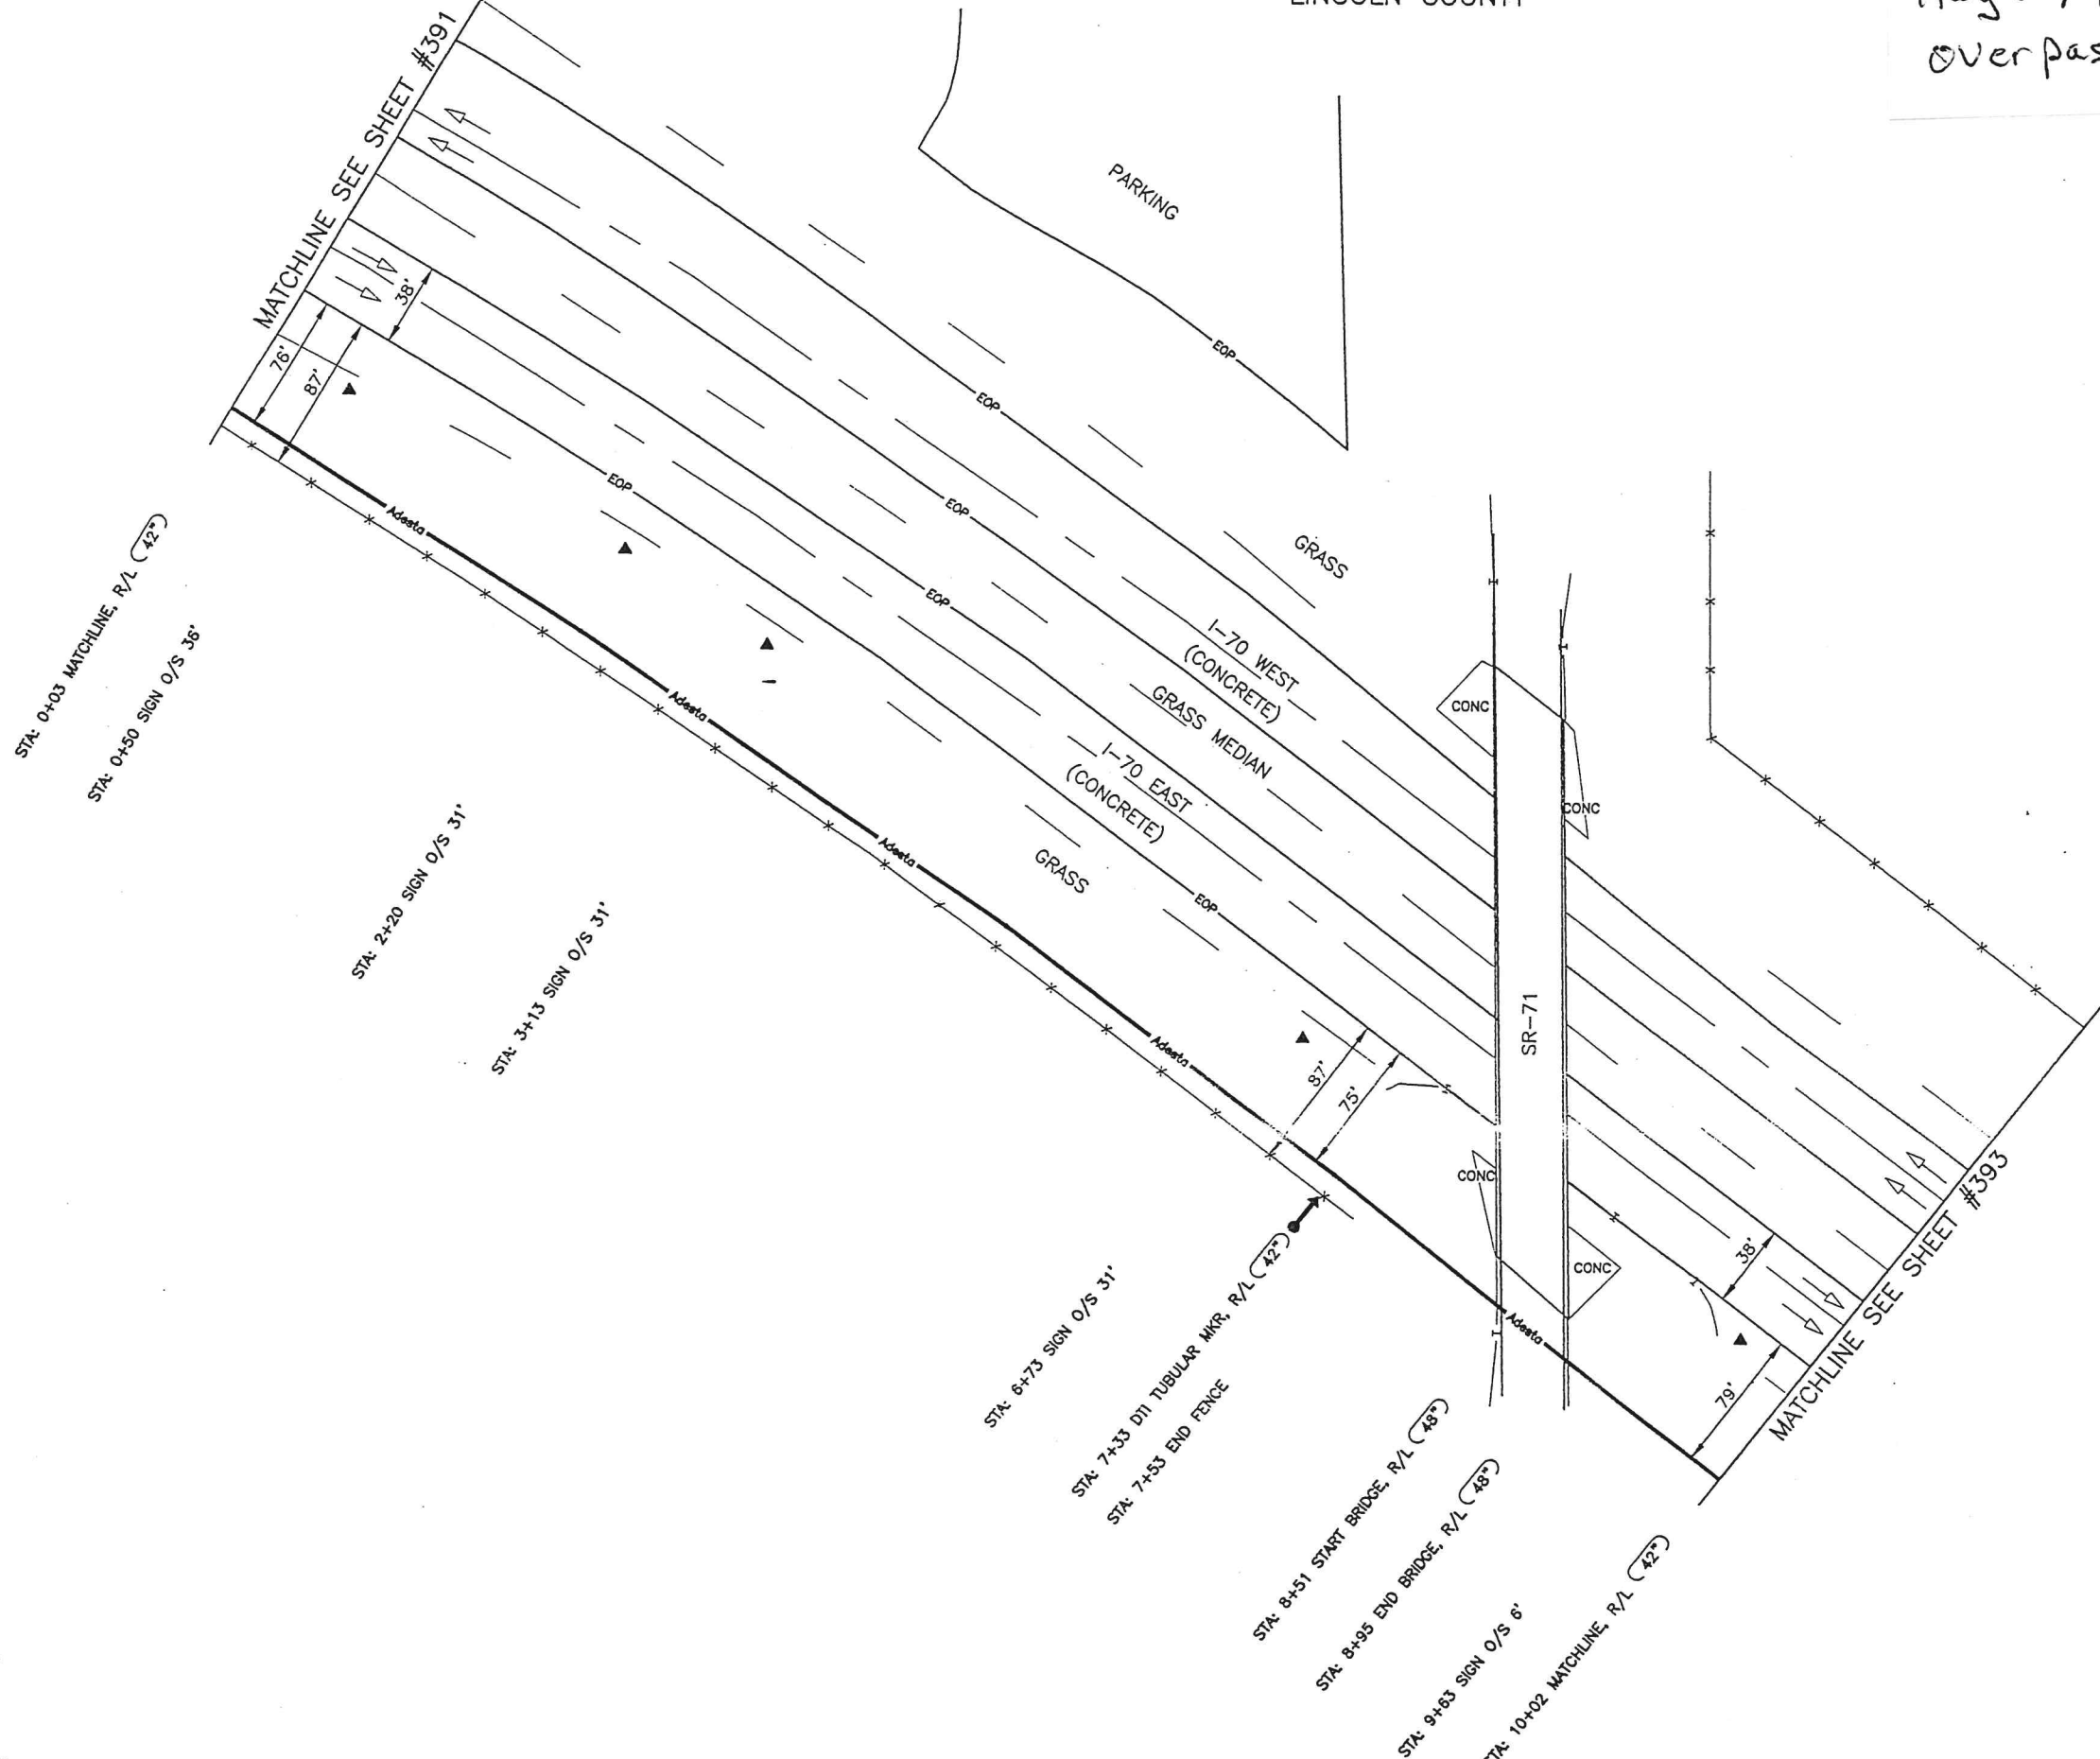 LINCOLN COUNTY
overpas
MATCHLINE SEE SHEET #391
PARKING
38'
76'
87'
EOP
EOP
EOP
EOP
EOP
EOP
Adesta
Adesta
Adesta
Adesta
Adesta
GRASS
I-70 WEST
(CONCRETE)
GRASS MEDIAN
I-70 EAST
(CONCRETE)
GRASS
CONC
CONC
SR-71
87'
75'
CONC
CONC
38'
79'
MATCHLINE SEE SHEET #393
STA: 0+03 MATCHLINE, R/L (42")
STA: 0+50 SIGN O/S 36'
STA: 2+20 SIGN O/S 31'
STA: 3+13 SIGN O/S 31'
STA: 6+73 SIGN O/S 31'
STA: 7+33 DTI TUBULAR MKR, R/L (42")
STA: 7+53 END FENCE
STA: 8+51 START BRIDGE, R/L (48")
STA: 8+95 END BRIDGE, R/L (48")
STA: 9+63 SIGN O/S 6'
STA: 10+02 MATCHLINE, R/L (42")